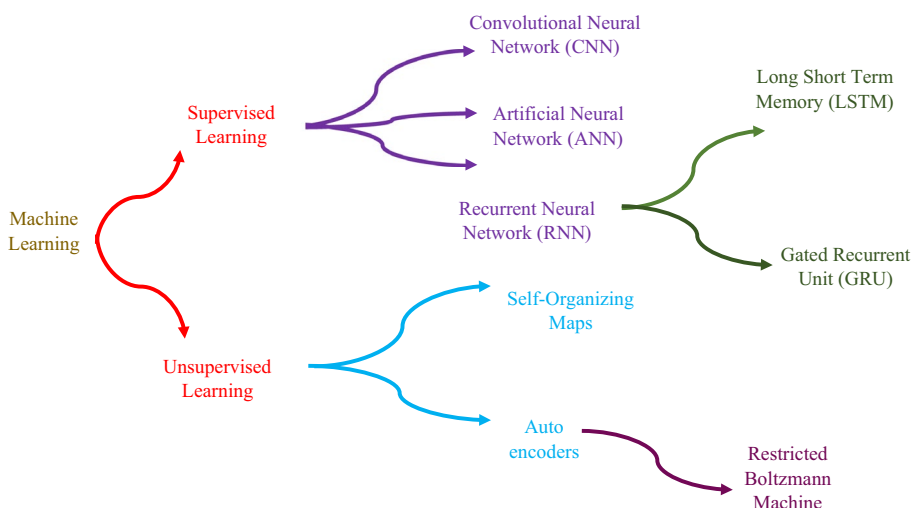 Convolutional Neural
Network (CNN)
Long Short Term
Memory (LSTM)
Supervised
Learning
Artificial Neural
Network (ANN)
Machine
Learning
Recurrent Neural
Network (RNN)
Gated Recurrent
Unit (GRU)
Self-Organizing
Maps
Unsupervised
Learning
Auto
encoders
Restricted
Boltzmann
Machine